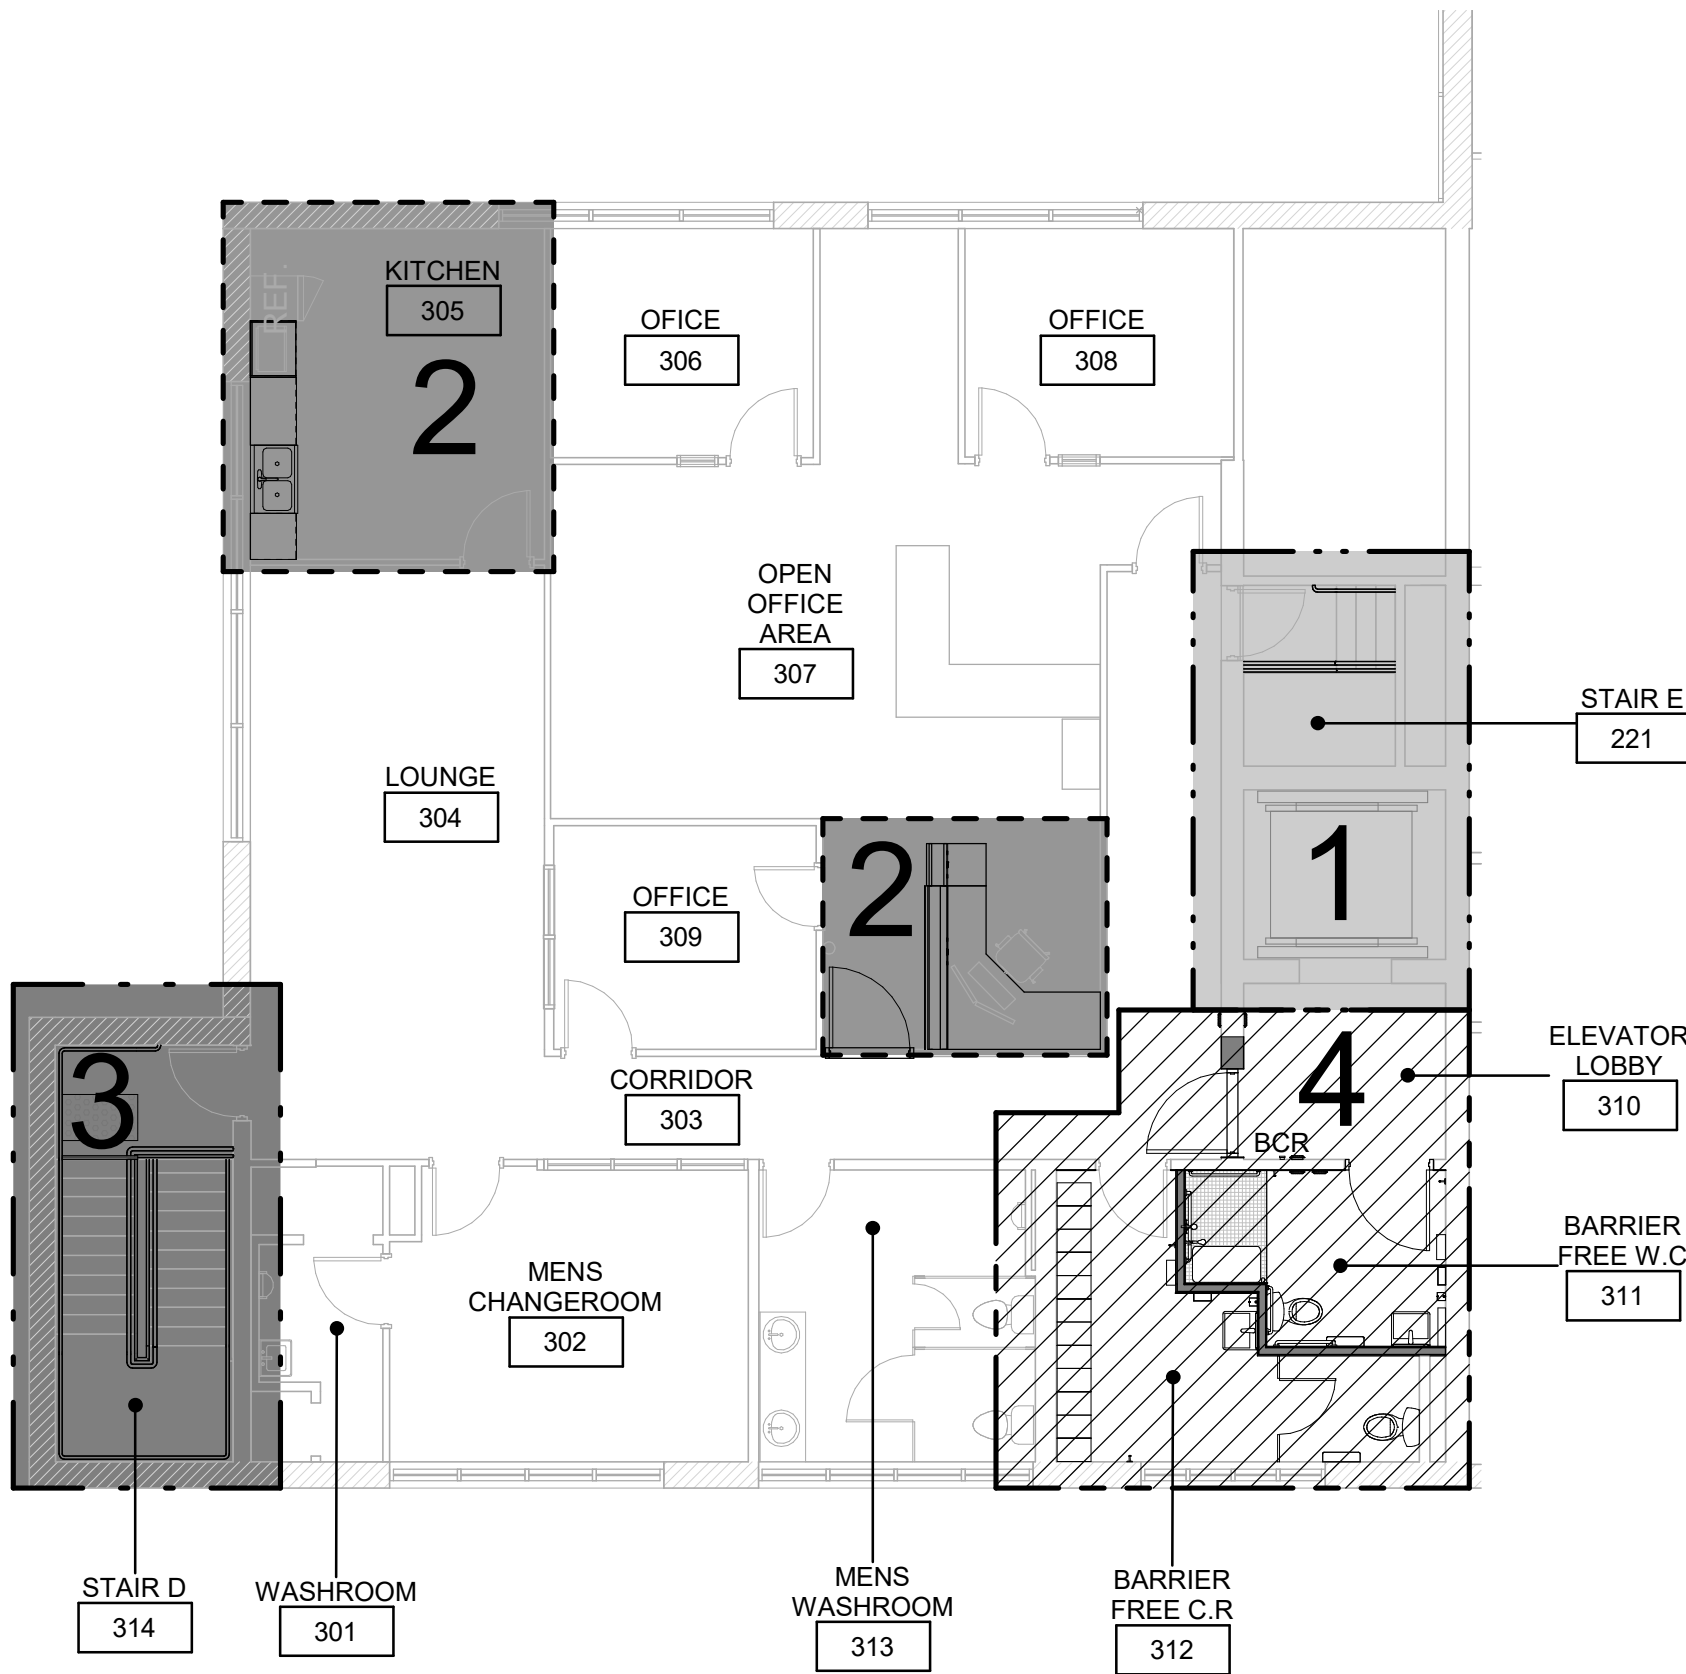 KITCHEN
305
REF.
2
OFICE
306
OFFICE
308
OPEN
OFFICE
AREA
307
STAIR E
221
LOUNGE
304
1
2
OFFICE
309
3
CORRIDOR
303
4
ELEVATOR
LOBBY
310
BCR
BARRIER
FREE W.C
311
MENS
CHANGEROOM
302
STAIR D
314
WASHROOM
301
MENS
WASHROOM
313
BARRIER
FREE C.R
312